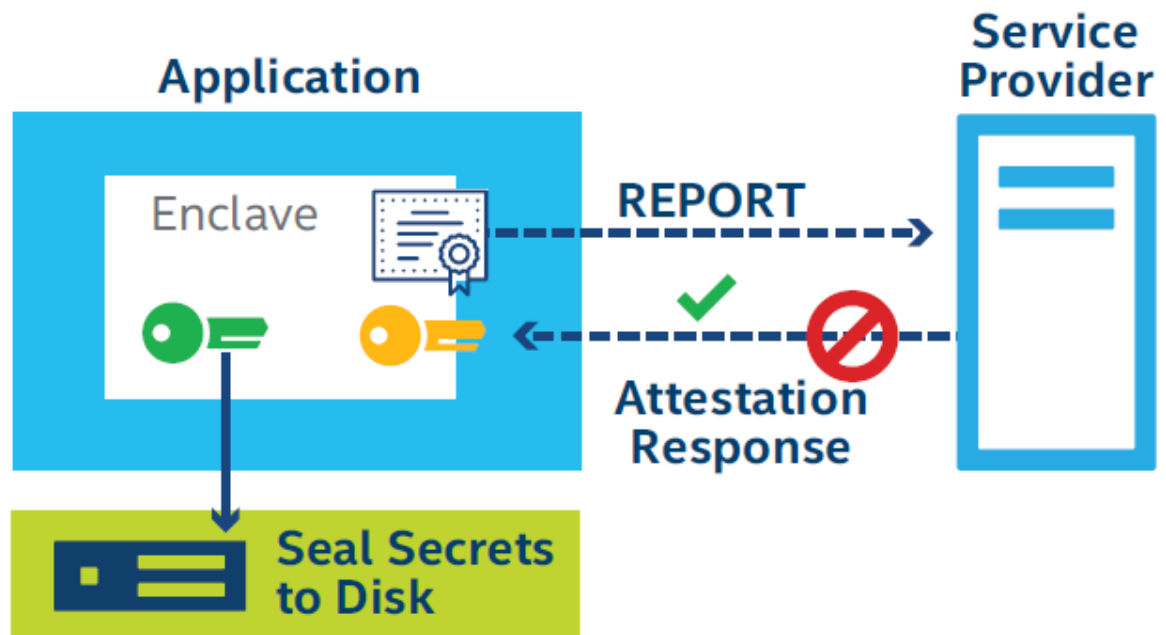 Application
Service
Provider
Enclave
REPORT
Attestation
Response
Seal Secrets
to Disk